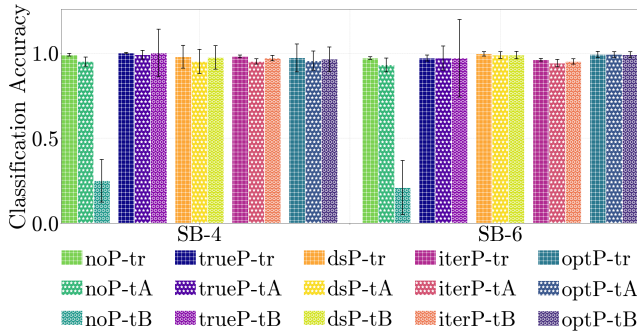 Classification Accuracy
1.0
0.5
0.0
SB-4 SB-6
noP-tr trueP-tr dsP-tr iterP-tr optP-tr
noP-tA trueP-tA dsP-tA iterP-tA optP-tA
noP-tB trueP-tB dsP-tB iterP-tB optP-tB